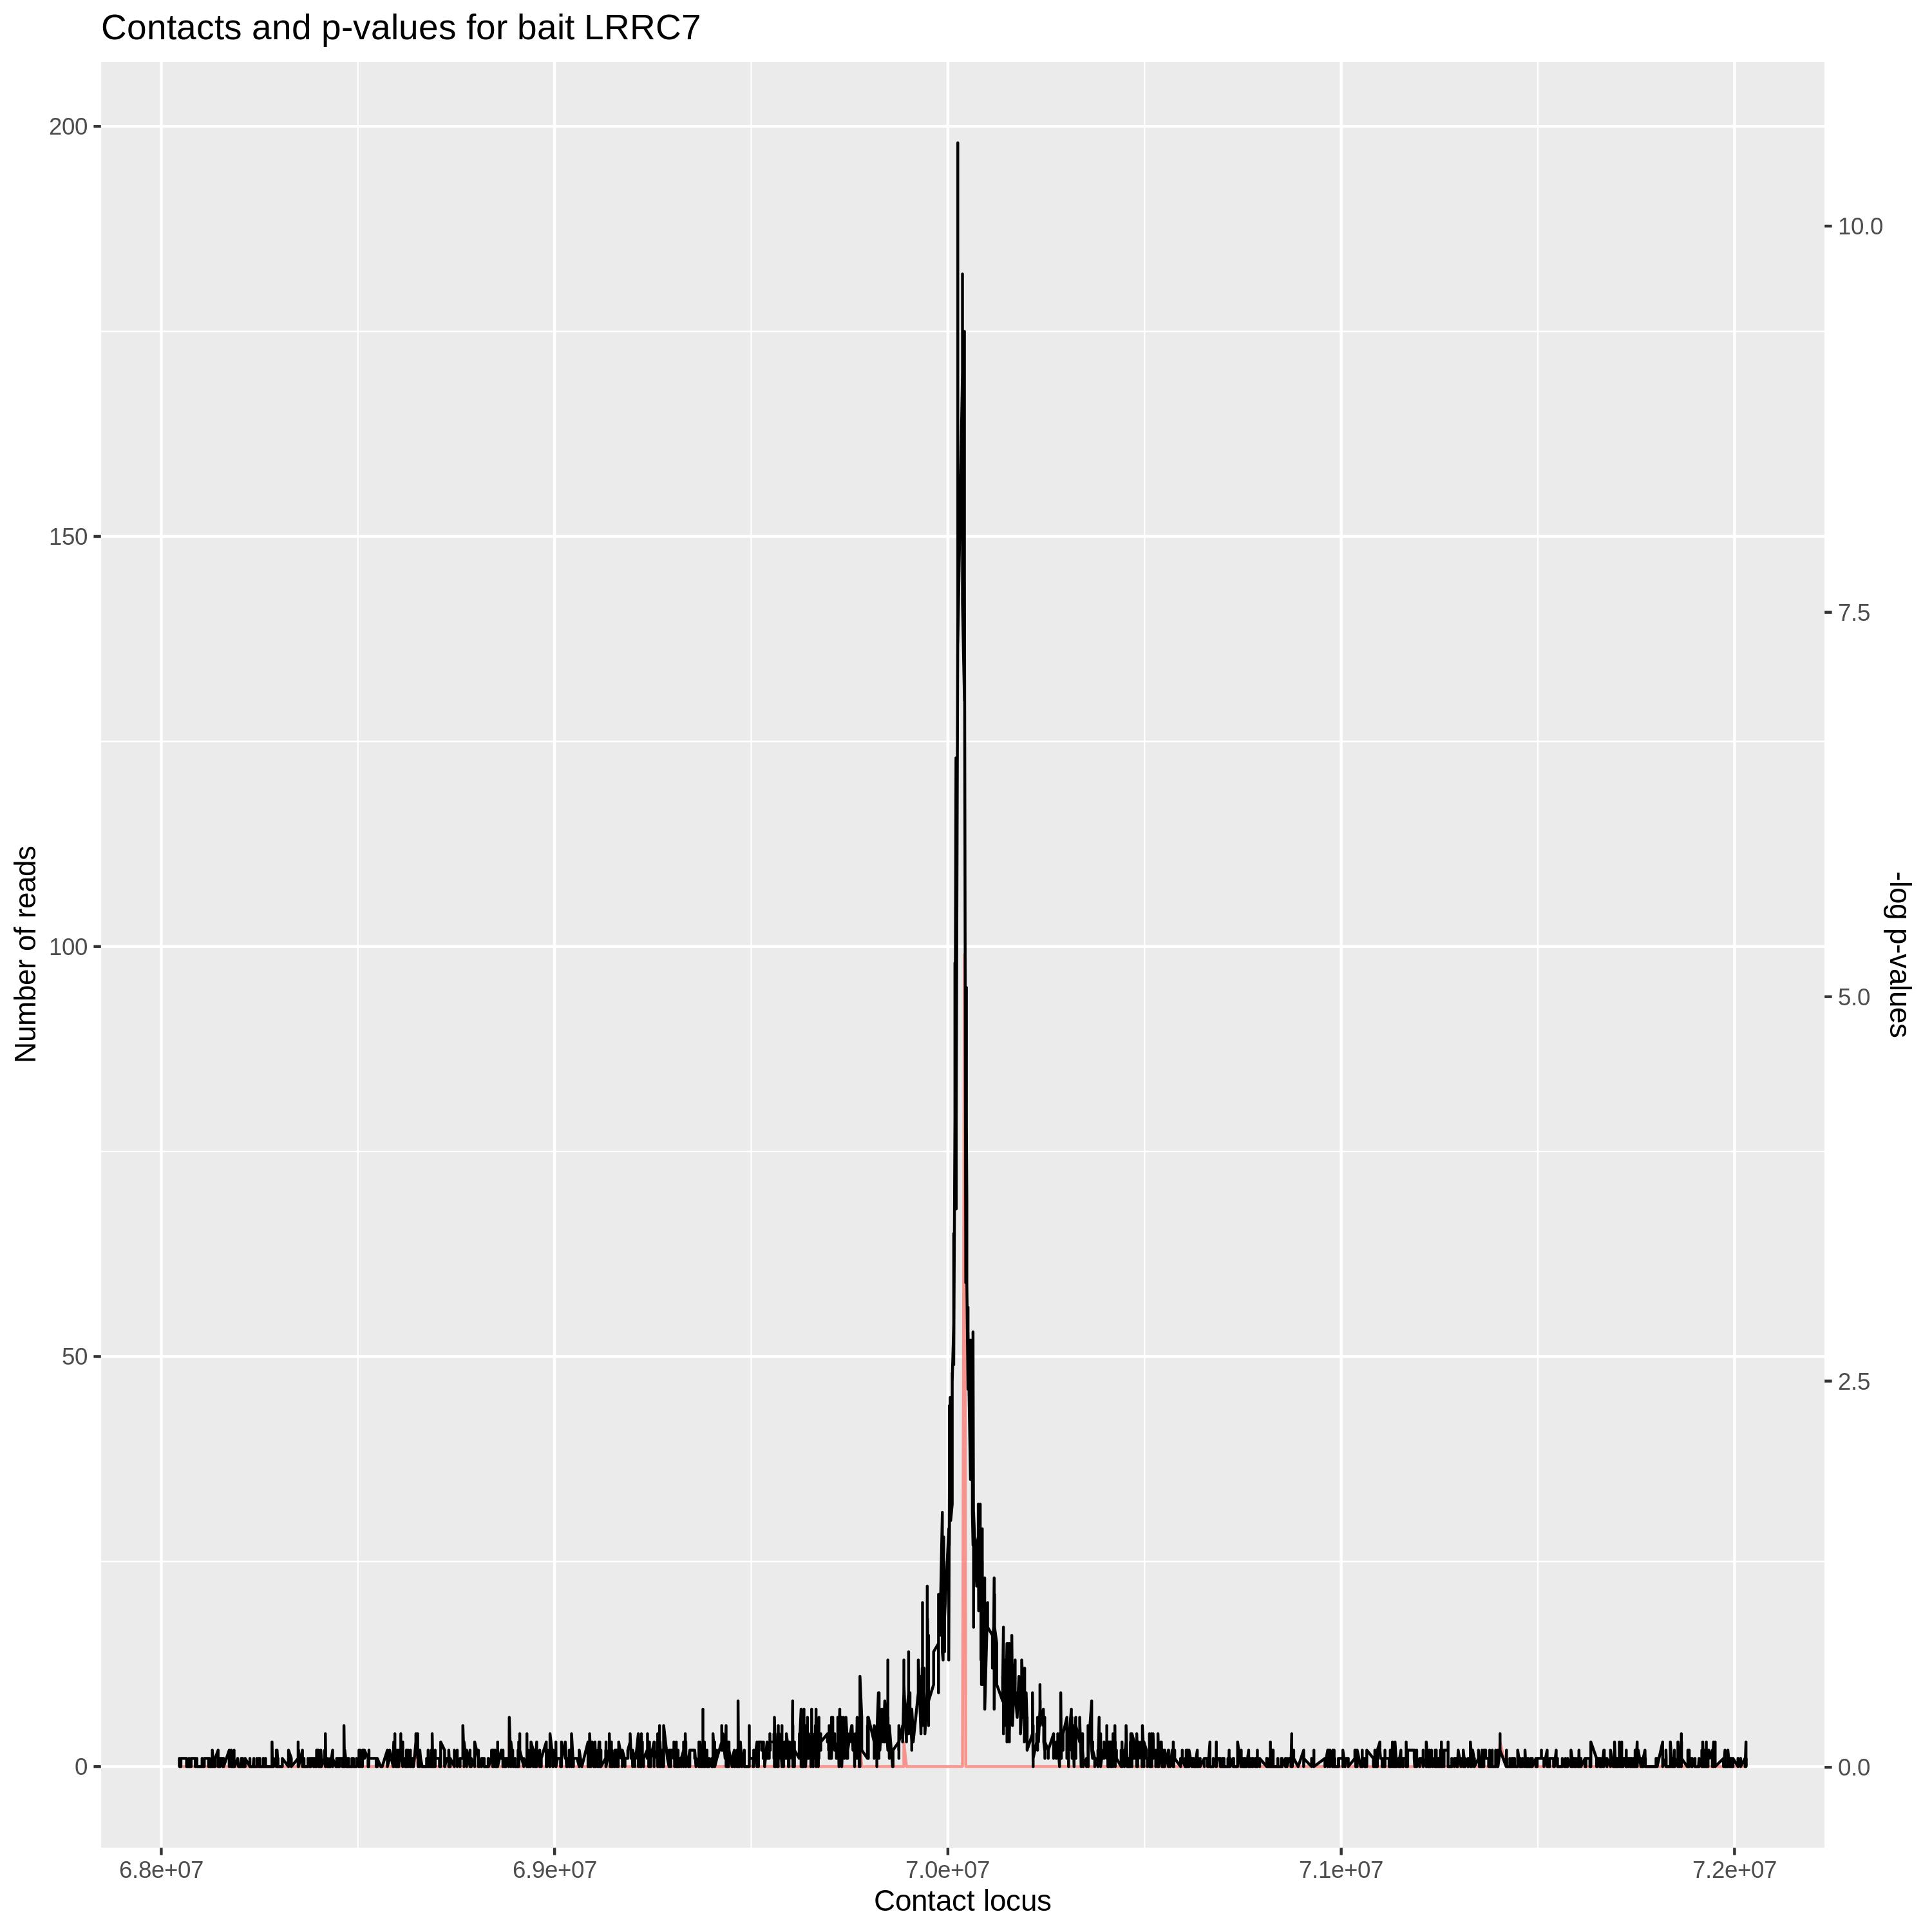 Contacts and p-values for bait LRRC7
200
150
100
50
0
Number of reads
10.0
7.5
5.0
2.5
0.0
-log p-values
6.8e+07
6.9e+07
7.0e+07
7.1e+07
7.2e+07
Contact locus